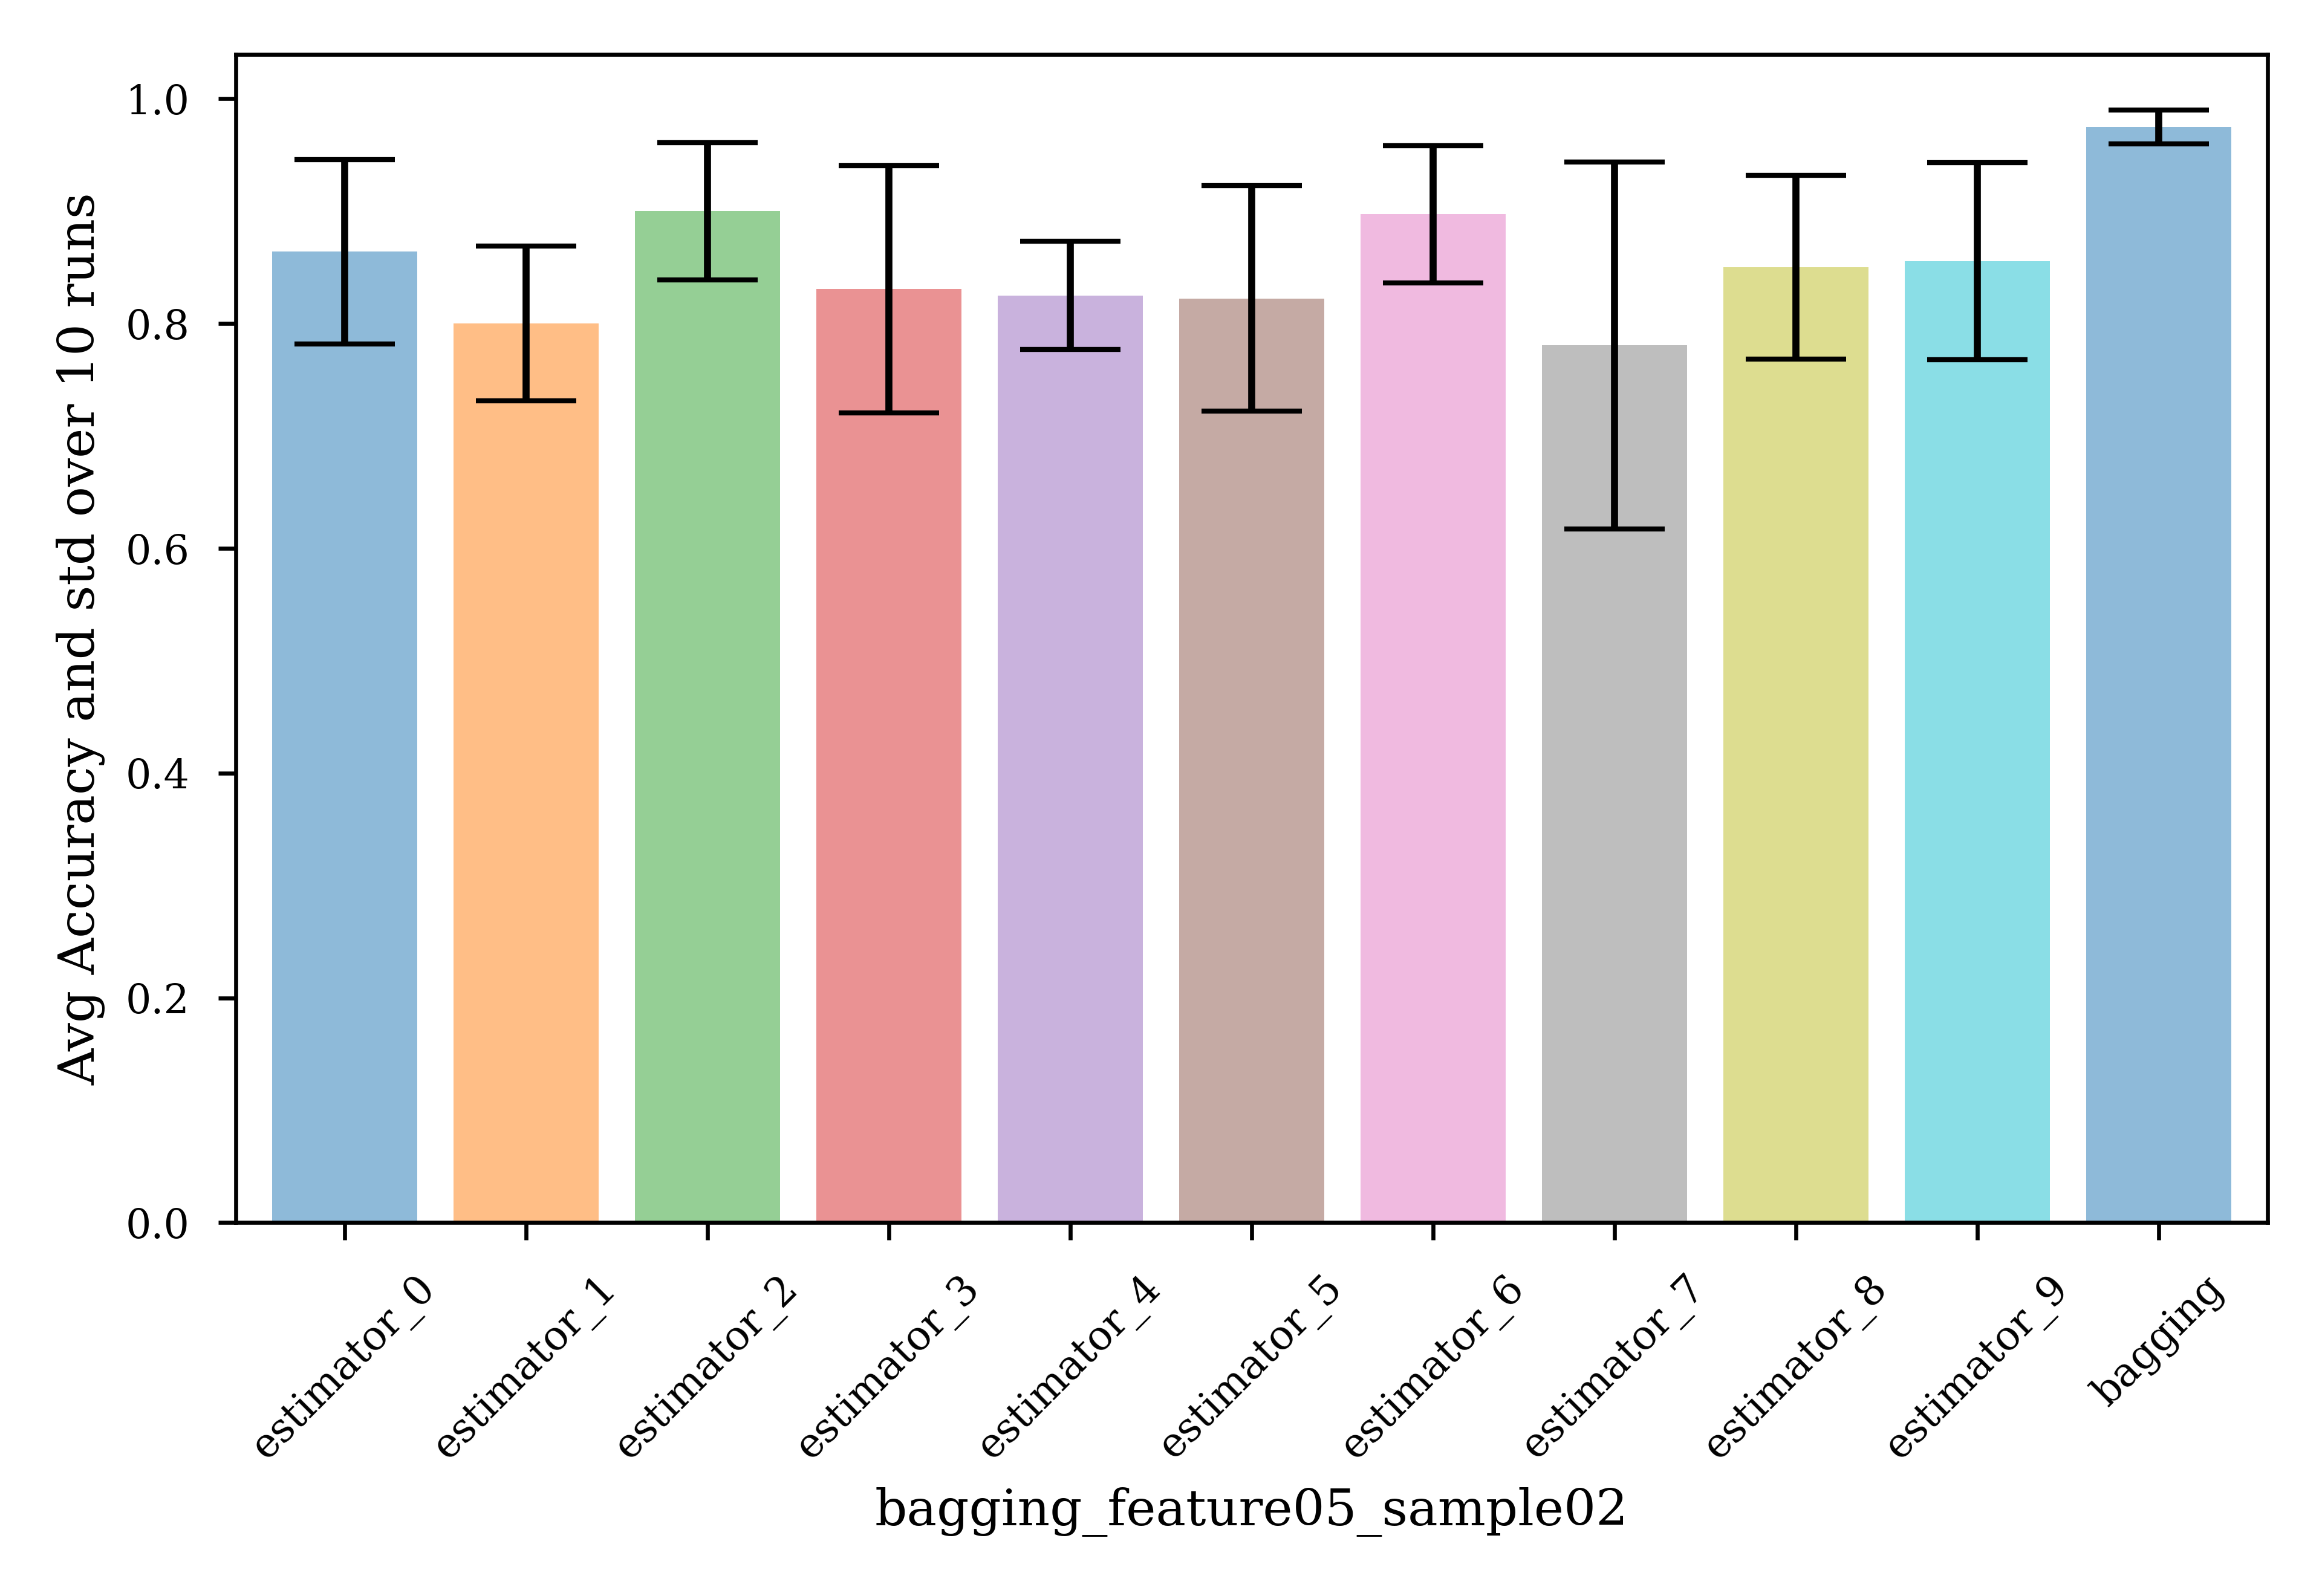 Avg Accuracy and std over 10 runs
1.0
0.8
0.6
0.4
0.2
0.0
estimator_0
estimator_1
estimator_2
estimator_3
estimator_4
estimator_5
estimator_6
estimator_7
estimator_8
estimator_9
bagging
bagging_feature05_sample02